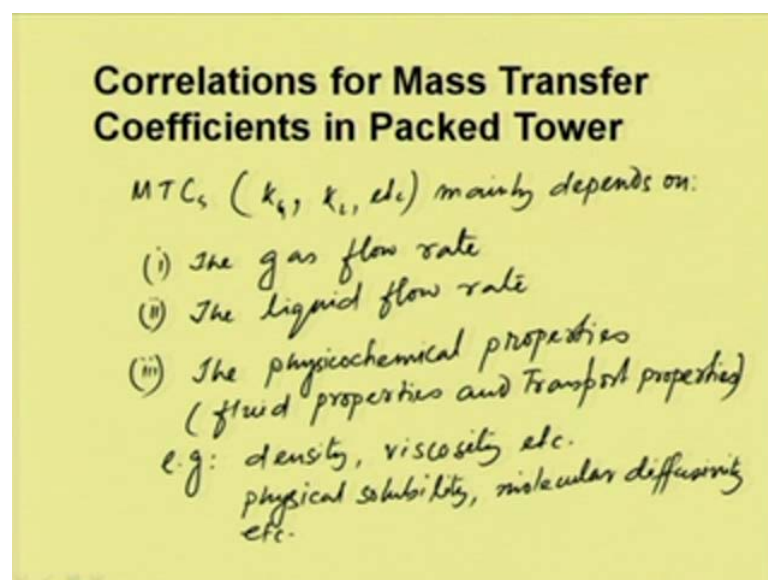 Correlations for Mass Transfer
Coefficients in Packed Tower
MTCs (kG, kL, etc) mainly depends on:
(i) The gas flow rate
(ii) The liquid flow rate
(iii) The physicochemical properties
(fluid properties and Transport properties)
e.g: density, viscosity etc.
physical solubility, molecular diffusivity
etc.